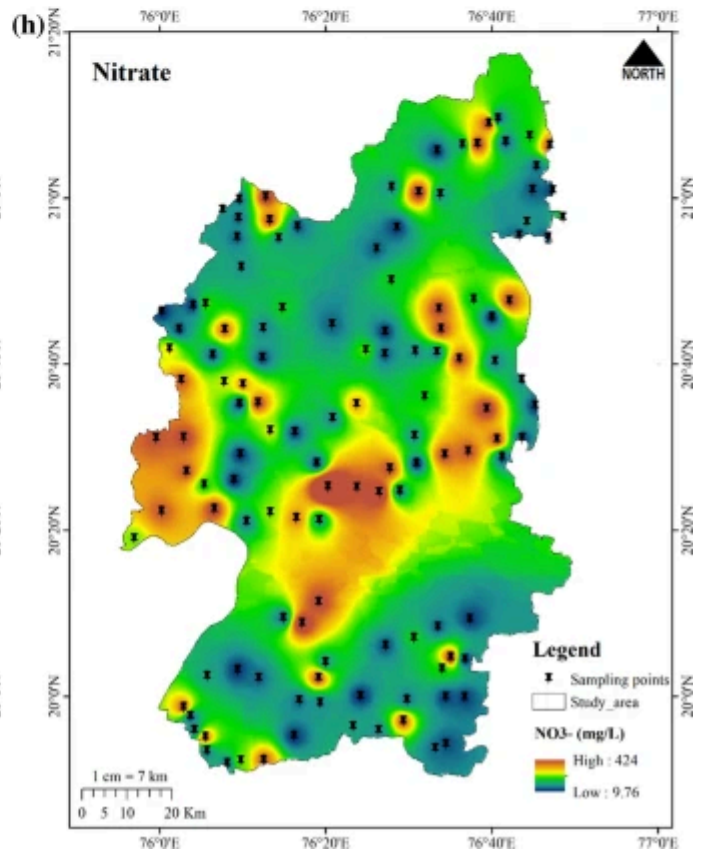 (h)
76°0'E 76°20'E 76°40'E 77°0'E
21°20'N
21°20'N
Nitrate
NORTH
21°0'N
21°0'N
20°40'N
20°40'N
20°20'N
20°20'N
20°0'N
20°0'N
Legend
Sampling points
Study_area
NO3- (mg/L)
High : 424
Low : 9.76
1 cm = 7 km
0 5 10 20 Km
76°0'E 76°20'E 76°40'E 77°0'E